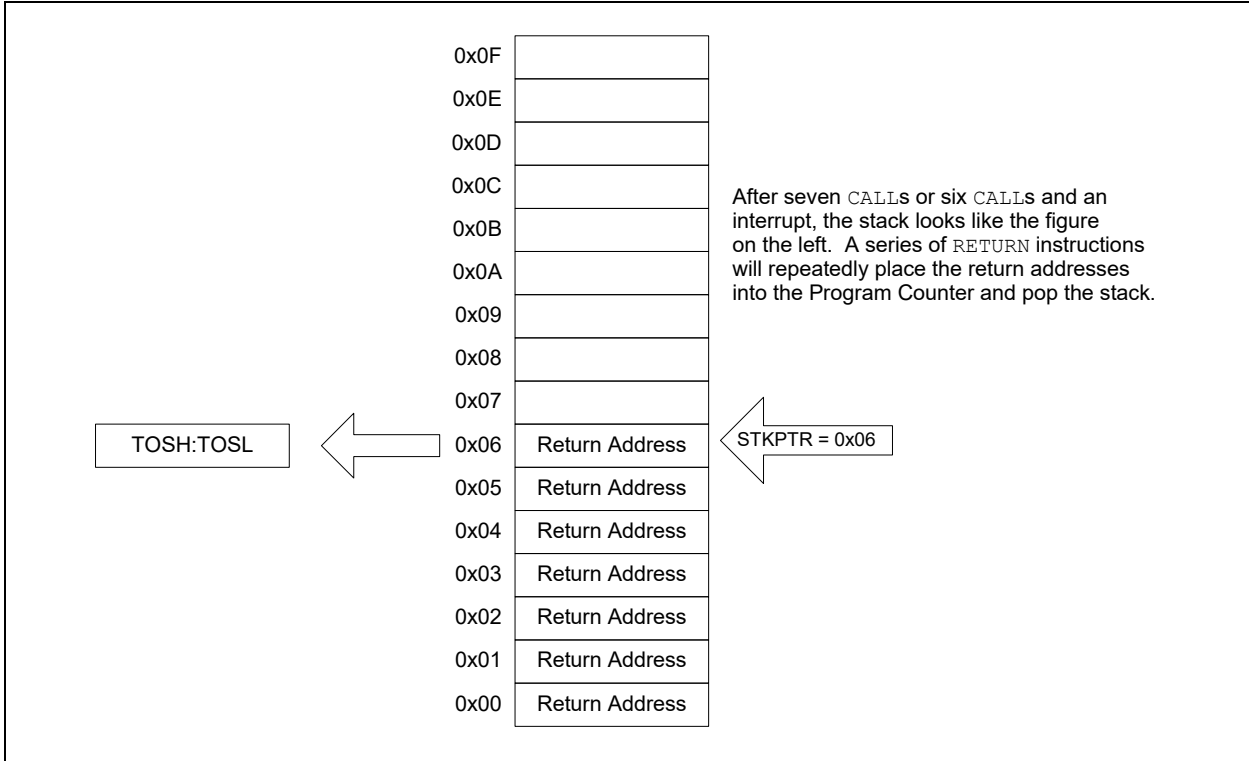 0x0F
0x0E
0x0D
0x0C
0x0B
0x0A
0x09
0x08
0x07
After seven CALLs or six CALLs and an
interrupt, the stack looks like the figure
on the left.  A series of RETURN instructions
will repeatedly place the return addresses
into the Program Counter and pop the stack.
TOSH:TOSL
0x06 Return Address
STKPTR = 0x06
0x05 Return Address
0x04 Return Address
0x03 Return Address
0x02 Return Address
0x01 Return Address
0x00 Return Address